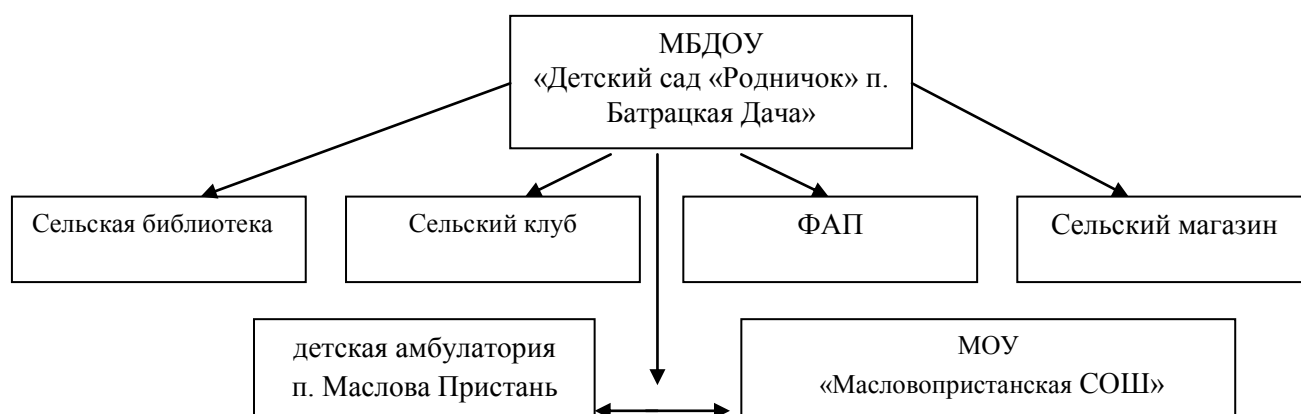 МБДОУ
«Детский сад «Родничок» п.
Батрацкая Дача»
Сельская библиотека
Сельский клуб
ФАП
Сельский магазин
детская амбулатория
п. Маслова Пристань
МОУ
«Масловопристанская СОШ»